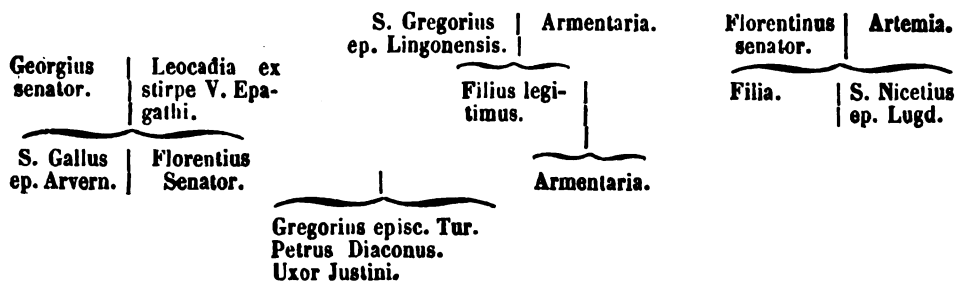 S. Gregorius
ep. Lingonensis.
Armentaria.
Florentinus
senator.
Artemia.
Georgius
senator.
Leocadia ex
stirpe V. Epa-
gathi.
Filius legi-
timus.
Filia.
S. Nicetius
ep. Lugd.
S. Gallus
ep. Arvern.
Florentius
Senator.
Armentaria.
Gregorius episc. Tur.
Petrus Diaconus.
Uxor Justini.